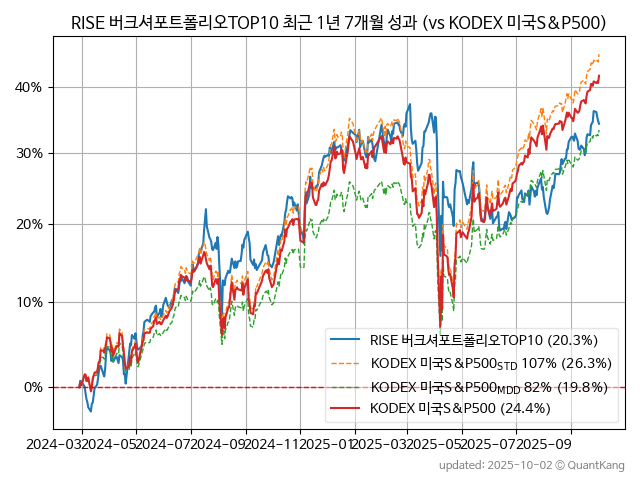 RISE 버크셔포트폴리오TOP10 최근 1년 7개월 성과 (vs KODEX 미국S&P500)
40%
30%
20%
10%
0%
RISE 버크셔포트폴리오TOP10 (20.3%)
KODEX 미국S&P500STD 107% (26.3%)
KODEX 미국S&P500MDD 82% (19.8%)
KODEX 미국S&P500 (24.4%)
2024-03 2024-05 2024-07 2024-09 2024-11 2025-01 2025-03 2025-05 2025-07 2025-09
updated: 2025-10-02 © QuantKang